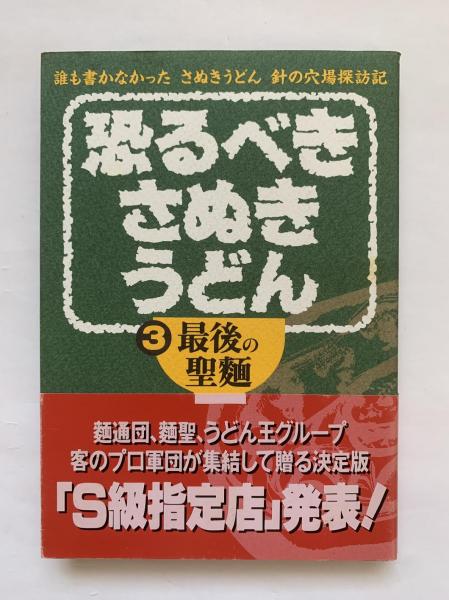 誰も書かなかった さぬきうどん 針の穴場探訪記
恐るべき
さぬき
うどん
3 最後の
聖麺
麺通団、麺聖、うどん王グループ
客のプロ軍団が集結して贈る決定版
「S級指定店」発表!